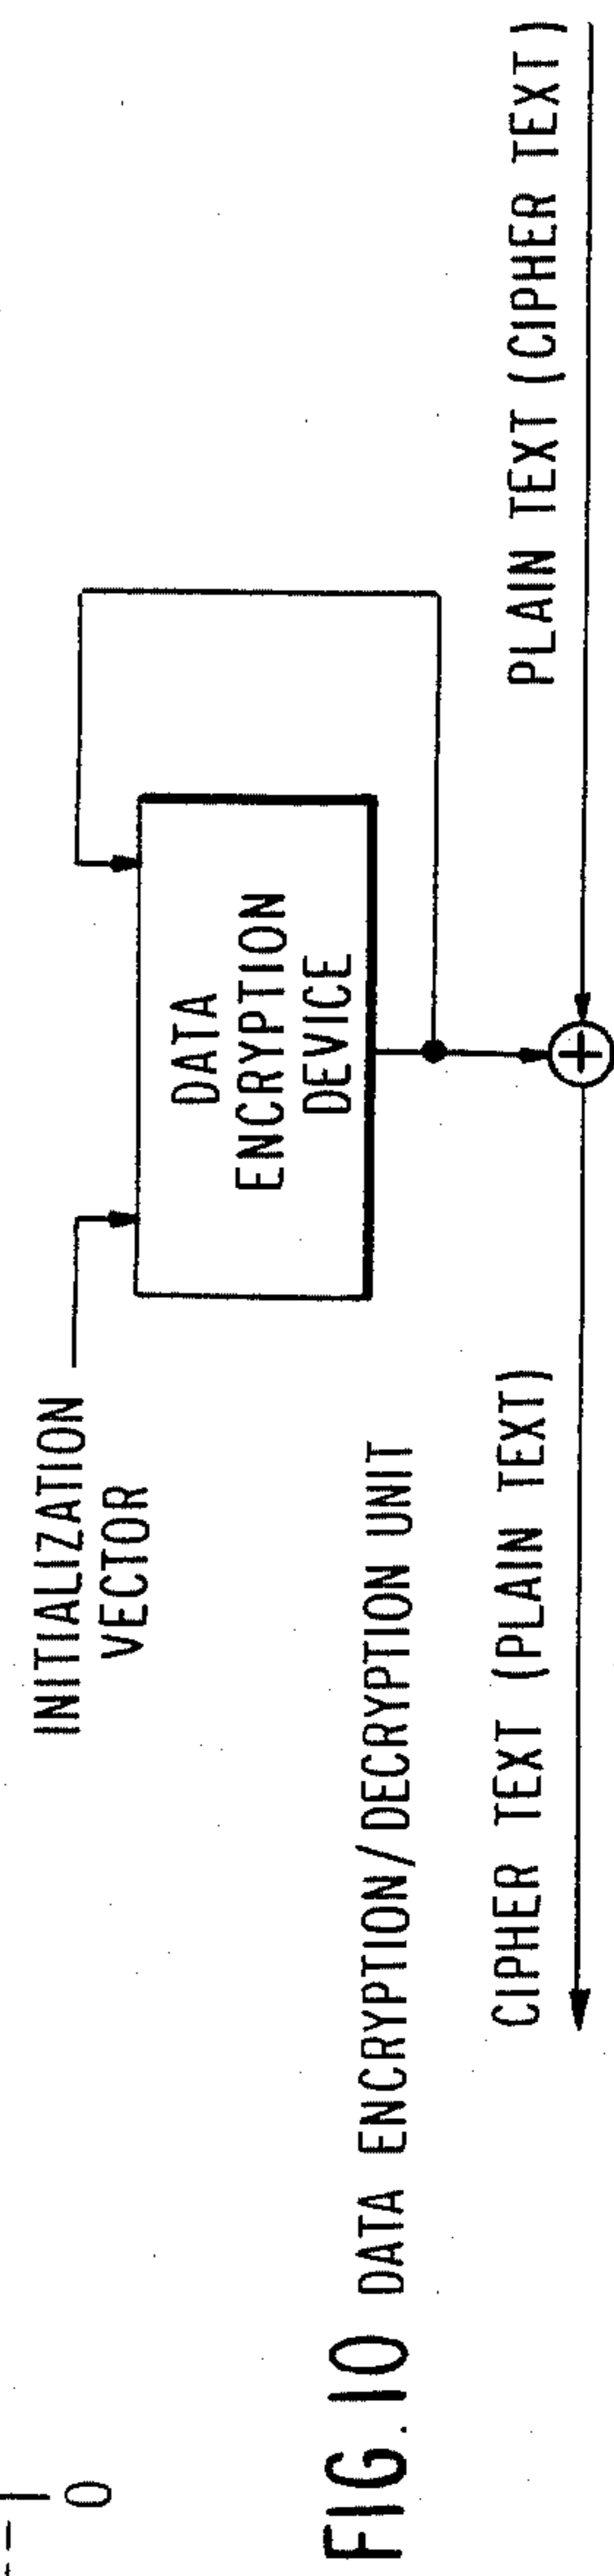 INITIALIZATION
VECTOR
DATA
ENCRYPTION
DEVICE
FIG. 10 DATA ENCRYPTION/DECRYPTION UNIT
CIPHER TEXT (PLAIN TEXT)
PLAIN TEXT (CIPHER TEXT)
0